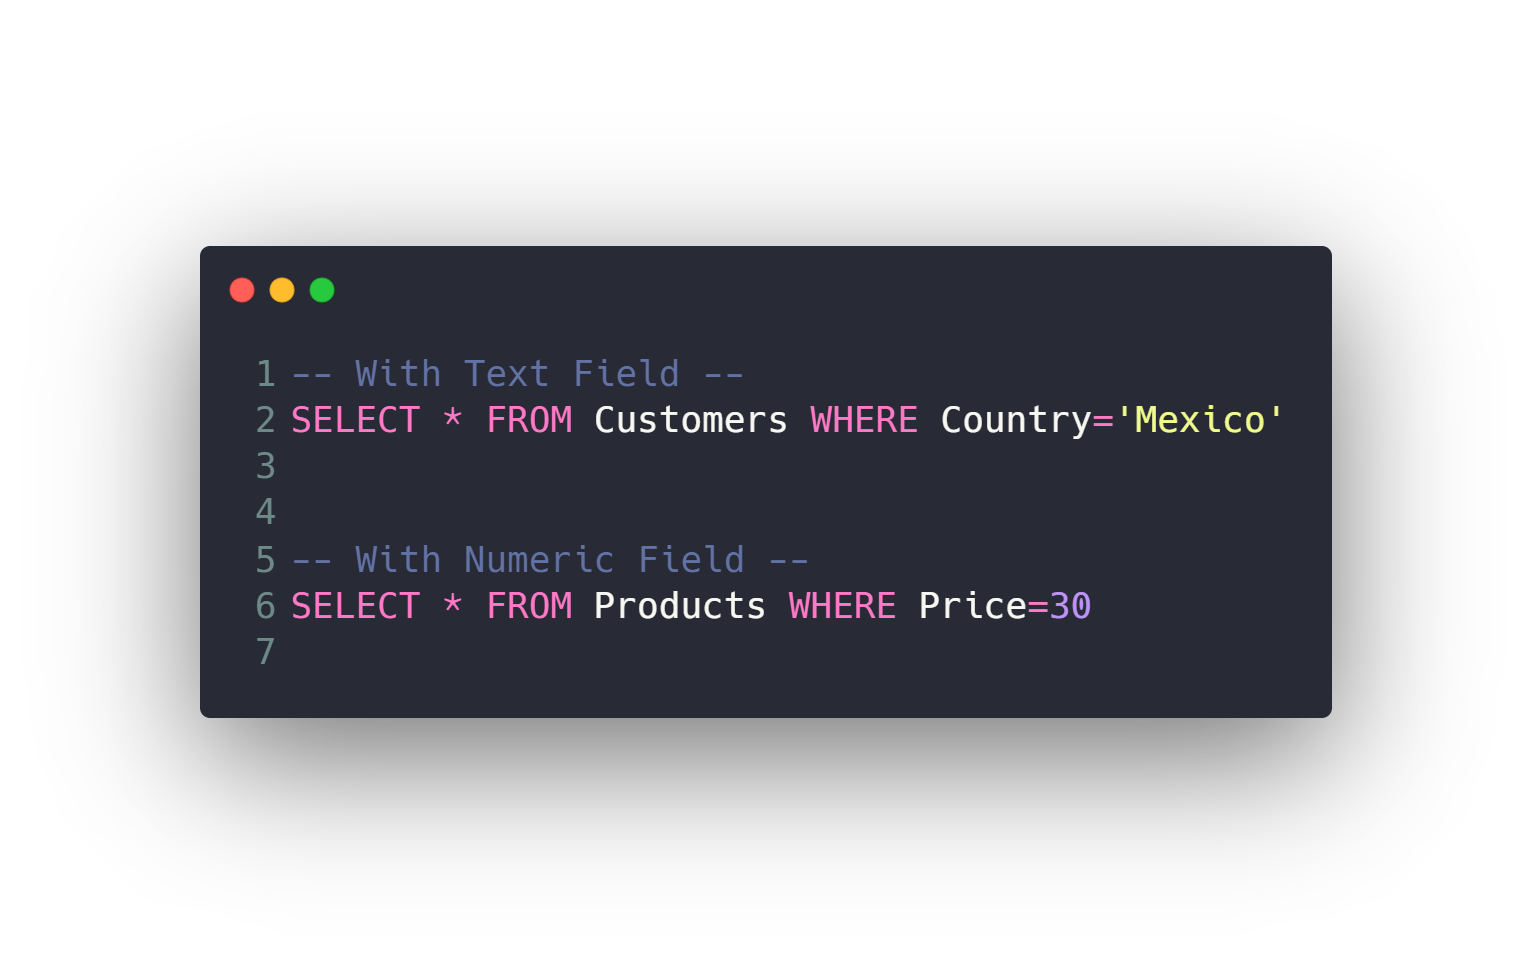 1 -- With Text Field --
2 SELECT * FROM Customers WHERE Country='Mexico'
3
4
5 -- With Numeric Field --
6 SELECT * FROM Products WHERE Price=30
7